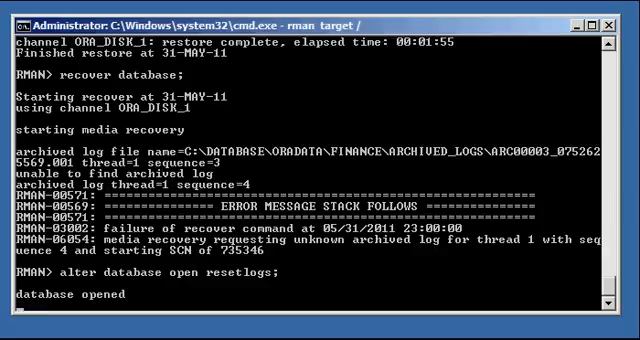 Administrator: C:\Windows\system32\cmd.exe - rman target /
channel ORA_DISK_1: restore complete, elapsed time: 00:01:55
Finished restore at 31-MAY-11
RMAN> recover database;
Starting recover at 31-MAY-11
using channel ORA_DISK_1
starting media recovery
archived log file name=C:\DATABASE\ORADATA\FINANCE\ARCHIVED_LOGS\ARC00003_075262
5569.001 thread=1 sequence=3
unable to find archived log
archived log thread=1 sequence=4
RMAN-00571: ===========================================================
RMAN-00569: =============== ERROR MESSAGE STACK FOLLOWS ===============
RMAN-00571: ===========================================================
RMAN-03002: failure of recover command at 05/31/2011 23:00:00
RMAN-06054: media recovery requesting unknown archived log for thread 1 with seq
uence 4 and starting SCN of 735346
RMAN> alter database open resetlogs;
database opened